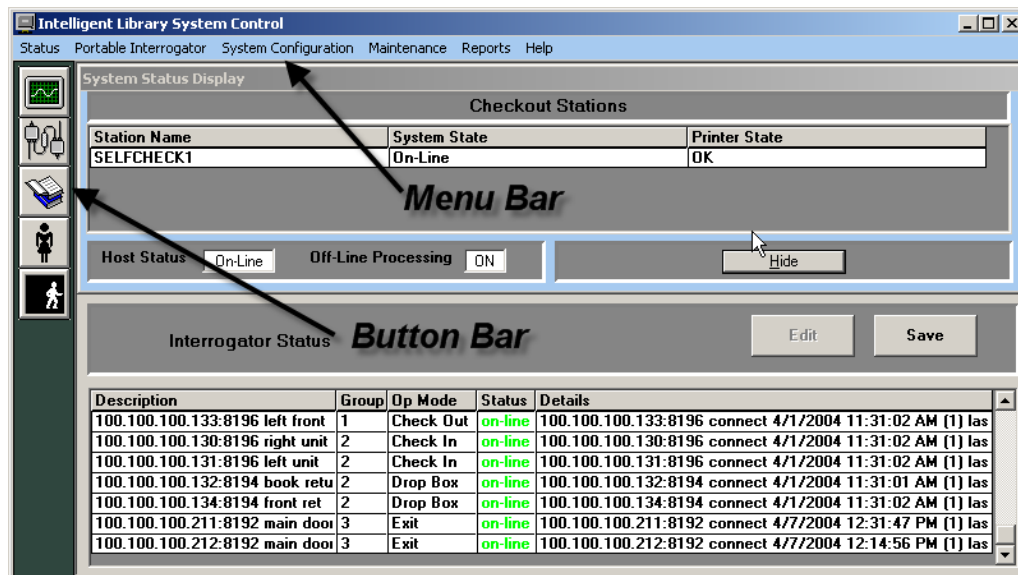 Intelligent Library System Control
Status Portable Interrogator System Configuration Maintenance Reports Help
System Status Display
Checkout Stations
Station Name System State Printer State
SELFCHECK1 On-Line OK
Menu Bar
Host Status On-Line Off-Line Processing ON Hide
Interrogator Status Button Bar Edit Save
Description Group Op Mode Status Details
100.100.100.133:8196 left front 1 Check Out on-line 100.100.100.133:8196 connect 4/1/2004 11:31:02 AM (1) las
100.100.100.130:8196 right unit 2 Check In on-line 100.100.100.130:8196 connect 4/1/2004 11:31:02 AM (1) las
100.100.100.131:8196 left unit 2 Check In on-line 100.100.100.131:8196 connect 4/1/2004 11:31:02 AM (1) las
100.100.100.132:8194 book retu 2 Drop Box on-line 100.100.100.132:8194 connect 4/1/2004 11:31:01 AM (1) las
100.100.100.134:8194 front ret 2 Drop Box on-line 100.100.100.134:8194 connect 4/1/2004 11:31:02 AM (1) las
100.100.100.211:8192 main door 3 Exit on-line 100.100.100.211:8192 connect 4/7/2004 12:31:47 PM (1) las
100.100.100.212:8192 main door 3 Exit on-line 100.100.100.212:8192 connect 4/7/2004 12:14:56 PM (1) las